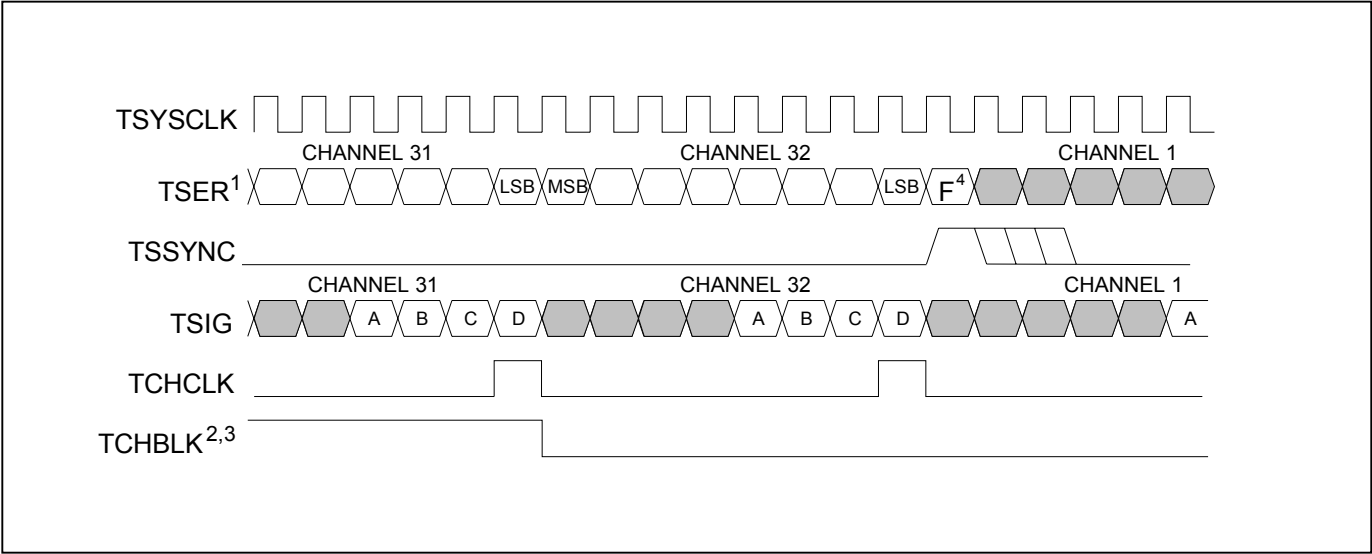 TSYSCLK
CHANNEL 31 CHANNEL 32 CHANNEL 1
TSER1 LSB MSB LSB F4
TSSYNC
CHANNEL 31 CHANNEL 32 CHANNEL 1
TSIG A B C D A B C D A
TCHCLK
TCHBLK2,3